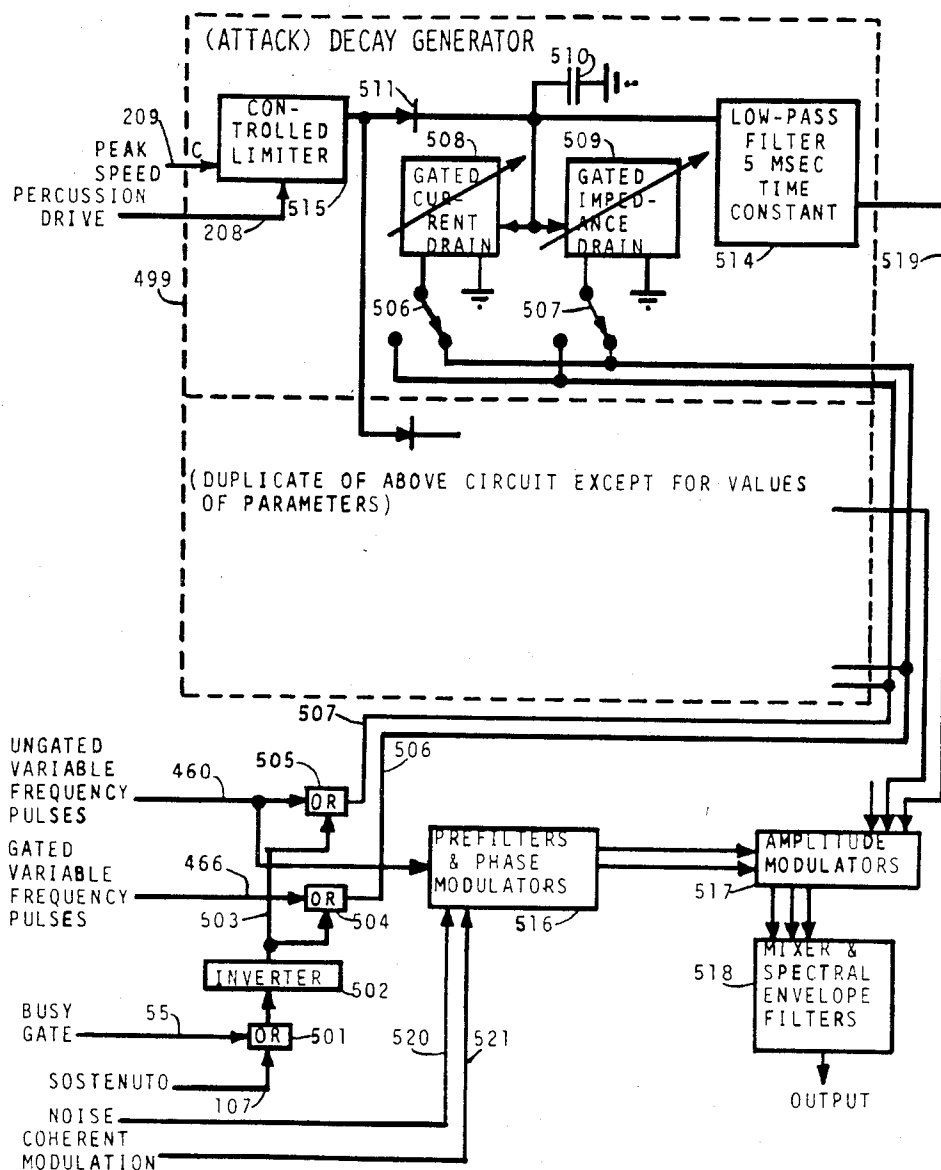 (ATTACK) DECAY GENERATOR
510
511
CON-
TROLLED
LIMITER
209
C
PEAK
SPEED
PERCUSSION
DRIVE
208
515
508
GATED
CUR-
RENT
DRAIN
509
GATED
IMPED-
ANCE
DRAIN
LOW-PASS
FILTER
5 MSEC
TIME
CONSTANT
514
519
499
506
507
(DUPLICATE OF ABOVE CIRCUIT EXCEPT FOR VALUES
OF PARAMETERS)
507
506
UNGATED
VARIABLE
FREQUENCY
PULSES
460
505
OR
GATED
VARIABLE
FREQUENCY
PULSES
466
503
OR
504
PREFILTERS
& PHASE
MODULATORS
516
AMPLITUDE
MODULATORS
517
INVERTER
502
MIXER &
SPECTRAL
ENVELOPE
FILTERS
518
BUSY
GATE
55
OR
501
520
521
SOSTENUTO
107
NOISE
COHERENT
MODULATION
OUTPUT